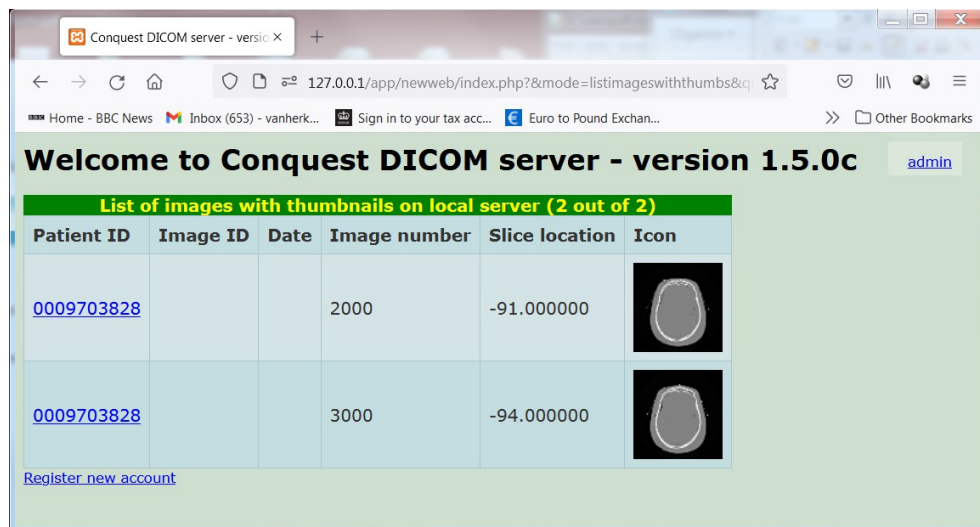 Conquest DICOM server - versio
127.0.0.1/app/newweb/index.php?&mode=listimageswiththumbs&q
Home - BBC News Inbox (653) - vanherk... Sign in to your tax acc... Euro to Pound Exchan... Other Bookmarks
Welcome to Conquest DICOM server - version 1.5.0c admin
List of images with thumbnails on local server (2 out of 2)
Patient ID Image ID Date Image number Slice location Icon
0009703828 2000 -91.000000
0009703828 3000 -94.000000
Register new account